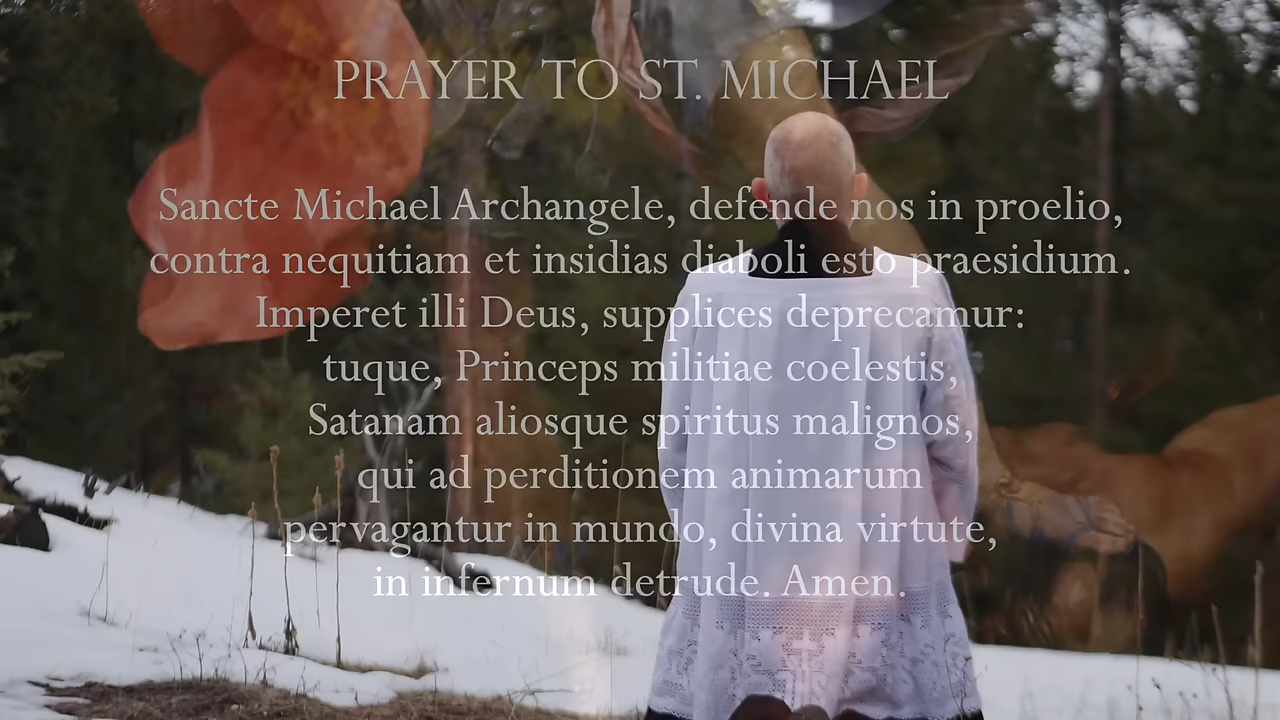 PRAYER TO ST. MICHAEL
Sancte Michael Archangele, defende nos in proelio,
contra nequitiam et insidias diaboli esto praesidium.
Imperet illi Deus, supplices deprecamur:
tuque, Princeps militiae coelestis,
Satanam aliosque spiritus malignos,
qui ad perditionem animarum
pervagantur in mundo, divina virtute,
in infernum detrude. Amen.